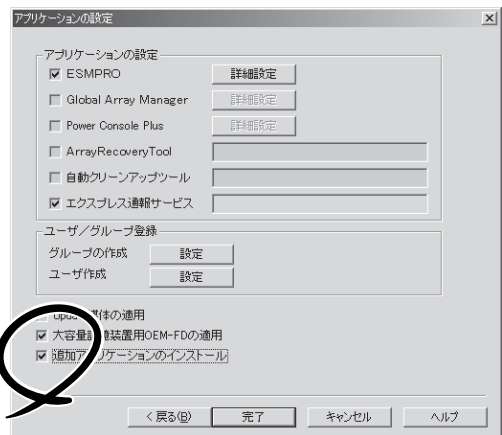 アプリケーションの設定
アプリケーションの設定
ESMPRO 詳細設定
Global Array Manager 詳細設定
Power Console Plus 詳細設定
ArrayRecoveryTool
自動クリーンアップツール
エクスプレス通報サービス
ユーザ/グループ登録
グループの作成 設定
ユーザ作成 設定
の適用
大容量 装置用OEM-FDの適用
追加 ケーションのインストール
< 戻る(B) 完了 キャンセル ヘルプ